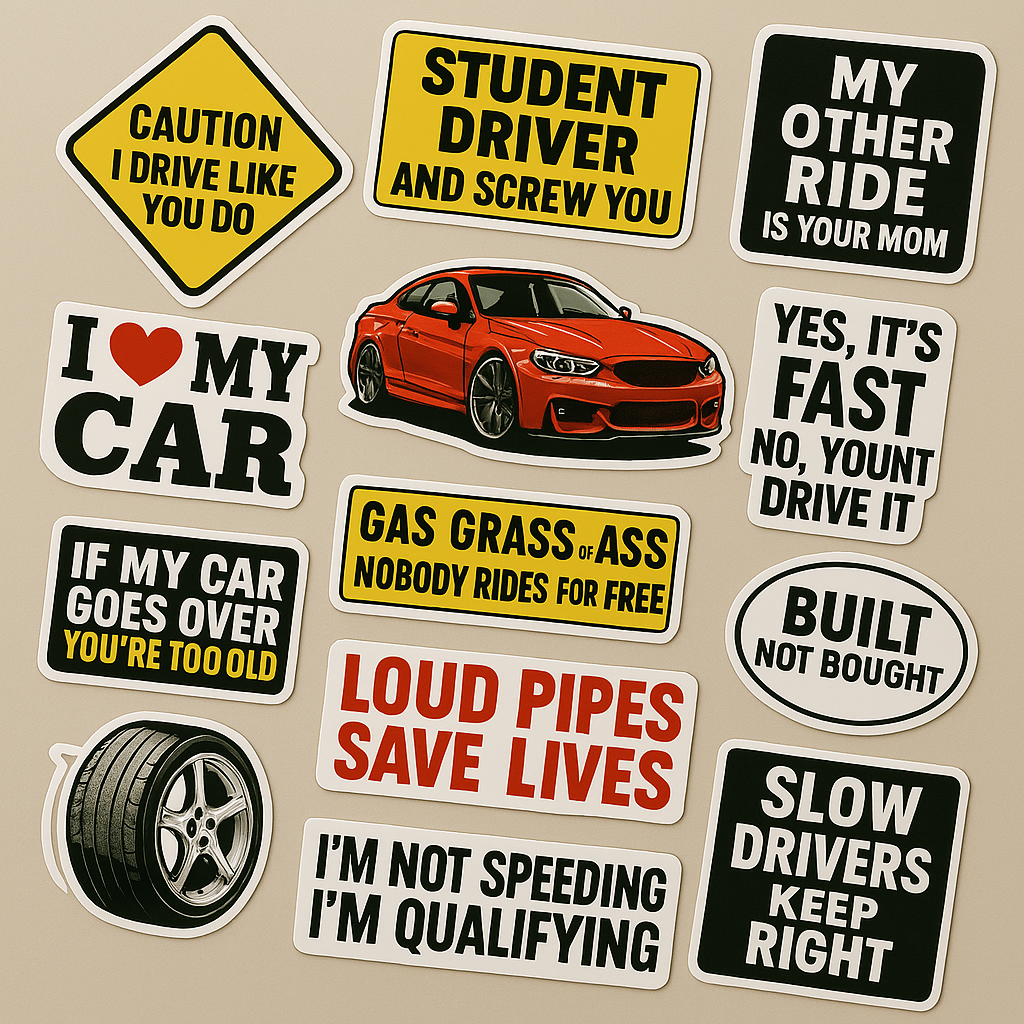 CAUTION
I DRIVE LIKE
YOU DO
STUDENT
DRIVER
AND SCREW YOU
MY
OTHER
RIDE
IS YOUR MOM
I ❤ MY
CAR
YES, IT'S
FAST
NO, YOUNT
DRIVE IT
GAS GRASS OF ASS
NOBODY RIDES FOR FREE
IF MY CAR
GOES OVER
YOU'RE TOO OLD
BUILT
NOT BOUGHT
LOUD PIPES
SAVE LIVES
SLOW
DRIVERS
KEEP
RIGHT
I'M NOT SPEEDING
I'M QUALIFYING